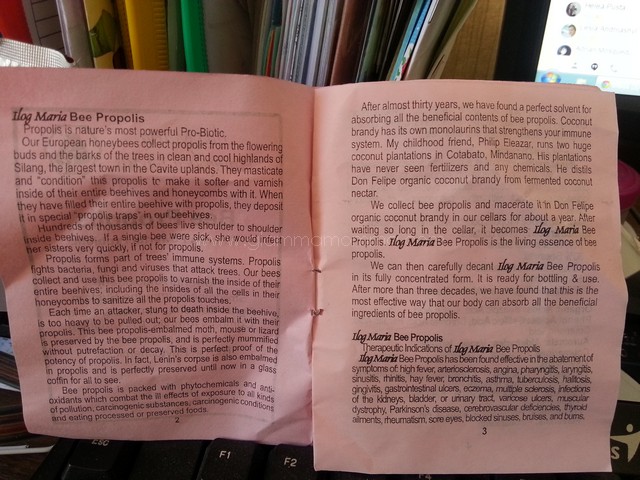 Ilog Maria Bee Propolis
Propolis is nature's most powerful Pro-Biotic.
Our European honeybees collect propolis from the flowering
buds and the barks of the trees in clean and cool highlands of
Silang, the largest town in the Cavite uplands. They masticate
and "condition" this propolis to make it softer and varnish
inside of their entire beehives and honeycombs with it. When
they have filled their entire beehive with propolis, they deposit
it in special "propolis traps" in our beehives.
Hundreds of thousands of bees live shoulder to shoulder
inside beehives. If a single bee were sick, she would infect
her sisters very quickly, if not for propolis.
Propolis forms part of trees' immune systems. Propolis
fights bacteria, fung and viruses that attack trees. Our bees
collect and use this bee propolis to varnish the inside of their
entire beehives; including the insides of all the cells in their
honeycombs to sanitize all the propolis touches.
Each time an attacker, stung to death inside the beehive,
is too heavy to be pulled out; our bees embalm it with their
propolis. This bee propolis-embalmed moth, mouse or lizard
is preserved by the bee propolis, and is perfectly mummified
without putrefaction or decay. This is perfect proof of the
potency of propolis. In fact, Lenin's corpse is also embalmed
in propolis and is perfectly preserved until now in a glass
coffin for all to see.
Bee propolis is packed with phytochemicals and anti-
oxidants which combat the ill effects of exposure to all kinds
of pollution, carcinogenic substances, carcinogenic conditions
and eating processed or preserved foods.
2
After almost thirty years, we have found a perfect solvent for
absorbing all the beneficial contents of bee propolis. Coconut
brandy has its own monolaurins that strengthens your immune
system. My childhood friend, Philip Eleazar, runs two huge
coconut plantations in Cotabato, Mindanano. His plantations
have never seen fertilizers and any chemicals. He distils
Don Felipe organic coconut brandy from fermented coconut
nectar.
We collect bee propolis and macerate it in Don Felipe
organic coconut brandy in our cellars for about a year. After
waiting so long in the cellar, it becomes Ilog Maria Bee
Propolis. Ilog Maria Bee Propolis is the living essence of bee
propolis.
We can then carefully decant Ilog Maria Bee Propolis
in its fully concentrated form. It is ready for bottling & use.
After more than three decades, we have found that this is the
most effective way that our body can absorb all the beneficial
ingredients of bee propolis.
Ilog Maria Bee Propolis
Therapeutic Indications of Ilog Maria Bee Propolis
Ilog Maria Bee Propolis has been found effective in the abatement of
symptoms of: high fever, arteriosclerosis, angina, pharyngitis, laryngitis,
sinusitis, rhinitis, hay fever, bronchitis, asthma, tuberculosis, halitosis,
gingivitis, gastrointestinal ulcers, eczema, multiple sclerosis, infections
of the kidneys, bladder, or urinary tract, varicose ulcers, muscular
dystrophy, Parkinson's disease, cerebrovascular deficiencies, thyroid
ailments, rheumatism, sore eyes, blocked sinuses, bruises, and burns.
3
ESC
F1
F2
F4